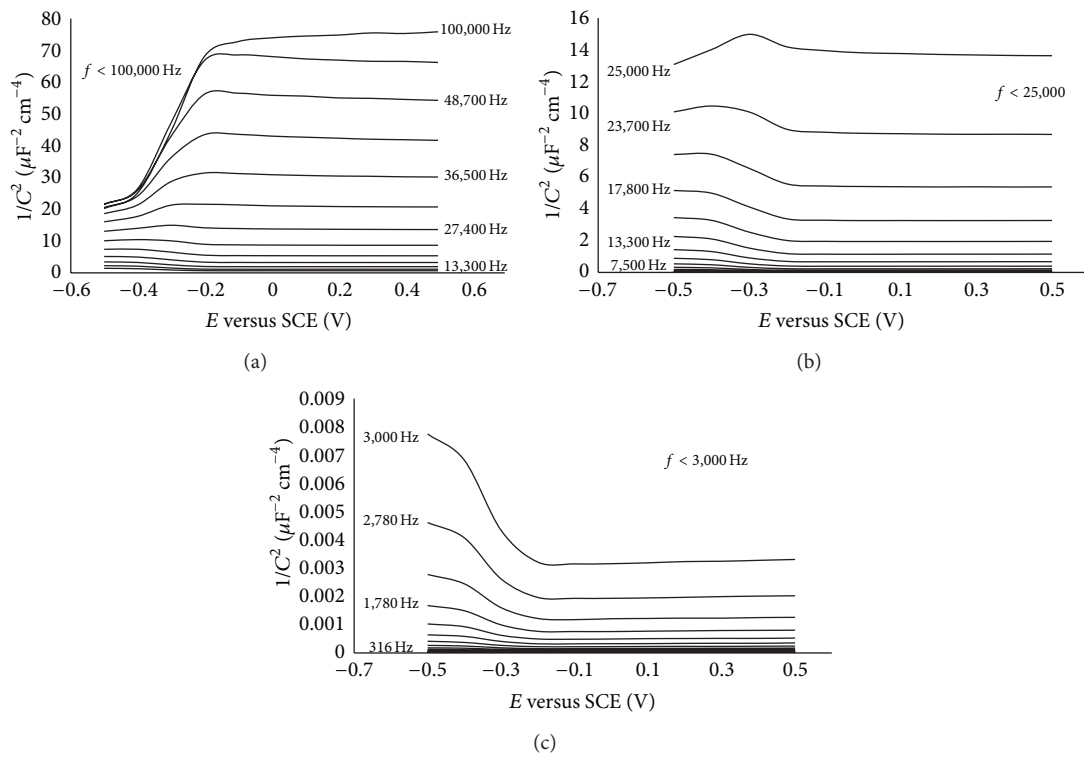 80
70
60
50
40
30
20
10
0
1/C² (μF⁻² cm⁻⁴)
f < 100,000 Hz
100,000 Hz
48,700 Hz
36,500 Hz
27,400 Hz
13,300 Hz
−0.6 −0.4 −0.2 0 0.2 0.4 0.6
E versus SCE (V)
(a)
16
14
12
10
8
6
4
2
0
1/C² (μF⁻² cm⁻⁴)
25,000 Hz
23,700 Hz
17,800 Hz
13,300 Hz
7,500 Hz
f < 25,000
−0.7 −0.5 −0.3 −0.1 0.1 0.3 0.5
E versus SCE (V)
(b)
0.009
0.008
0.007
0.006
0.005
0.004
0.003
0.002
0.001
0
1/C² (μF⁻² cm⁻⁴)
3,000 Hz
2,780 Hz
1,780 Hz
316 Hz
f < 3,000 Hz
−0.7 −0.5 −0.3 −0.1 0.1 0.3 0.5
E versus SCE (V)
(c)